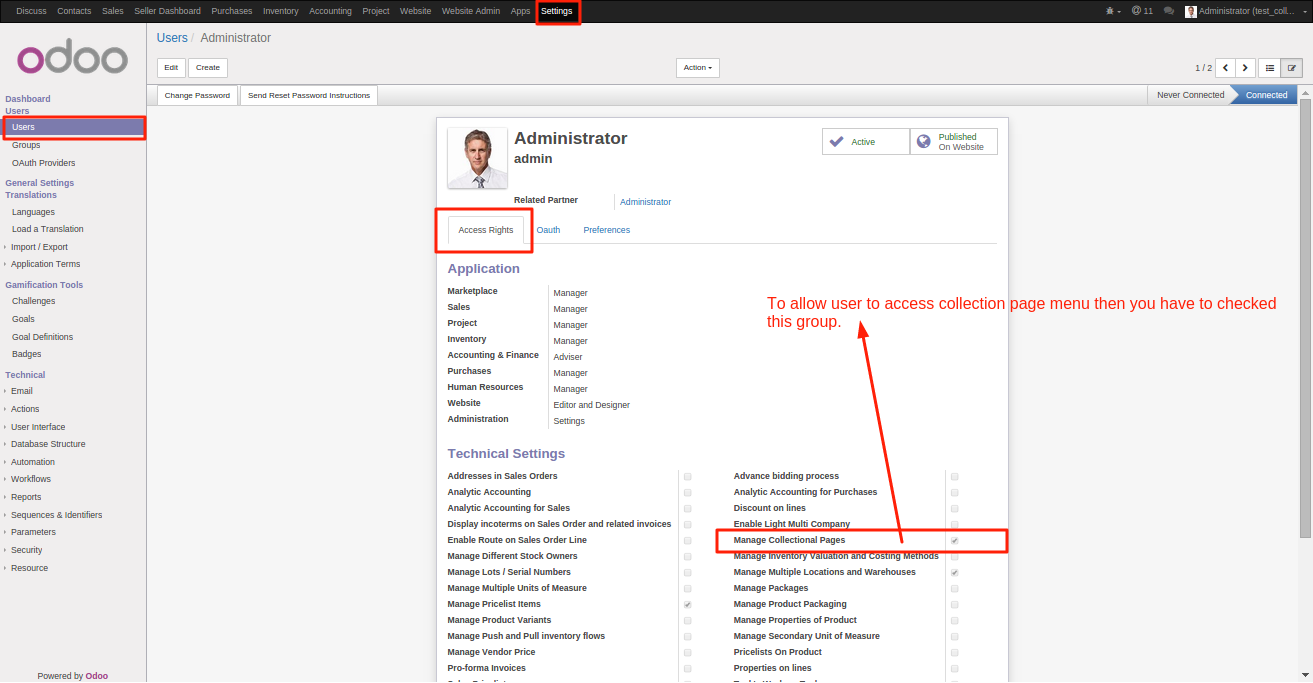 Discuss Contacts Sales Seller Dashboard Purchases Inventory Accounting Project Website Website Admin Apps Settings
@ 11 Administrator (test_coll...
odoo
Users / Administrator
Edit Create Action 1 / 2
Change Password Send Reset Password Instructions Never Connected Connected
Dashboard
Users
Users
Groups
OAuth Providers
General Settings
Translations
Languages
Load a Translation
Import / Export
Application Terms
Gamification Tools
Challenges
Goals
Goal Definitions
Badges
Technical
Email
Actions
User Interface
Database Structure
Automation
Workflows
Reports
Sequences & Identifiers
Parameters
Security
Resource
Powered by Odoo
Administrator
admin
Active
Published
On Website
Related Partner Administrator
Access Rights Oauth Preferences
Application
Marketplace Manager
Sales Manager
Project Manager
Inventory Manager
Accounting & Finance Adviser
Purchases Manager
Human Resources Manager
Website Editor and Designer
Administration Settings
To allow user to access collection page menu then you have to checked
this group.
Technical Settings
Addresses in Sales Orders Advance bidding process
Analytic Accounting Analytic Accounting for Purchases
Analytic Accounting for Sales Discount on lines
Display incoterms on Sales Order and related invoices Enable Light Multi Company
Enable Route on Sales Order Line Manage Collectional Pages
Manage Different Stock Owners Manage Inventory Valuation and Costing Methods
Manage Lots / Serial Numbers Manage Multiple Locations and Warehouses
Manage Multiple Units of Measure Manage Packages
Manage Pricelist Items Manage Product Packaging
Manage Product Variants Manage Properties of Product
Manage Push and Pull inventory flows Manage Secondary Unit of Measure
Manage Vendor Price Pricelists On Product
Pro-forma Invoices Properties on lines